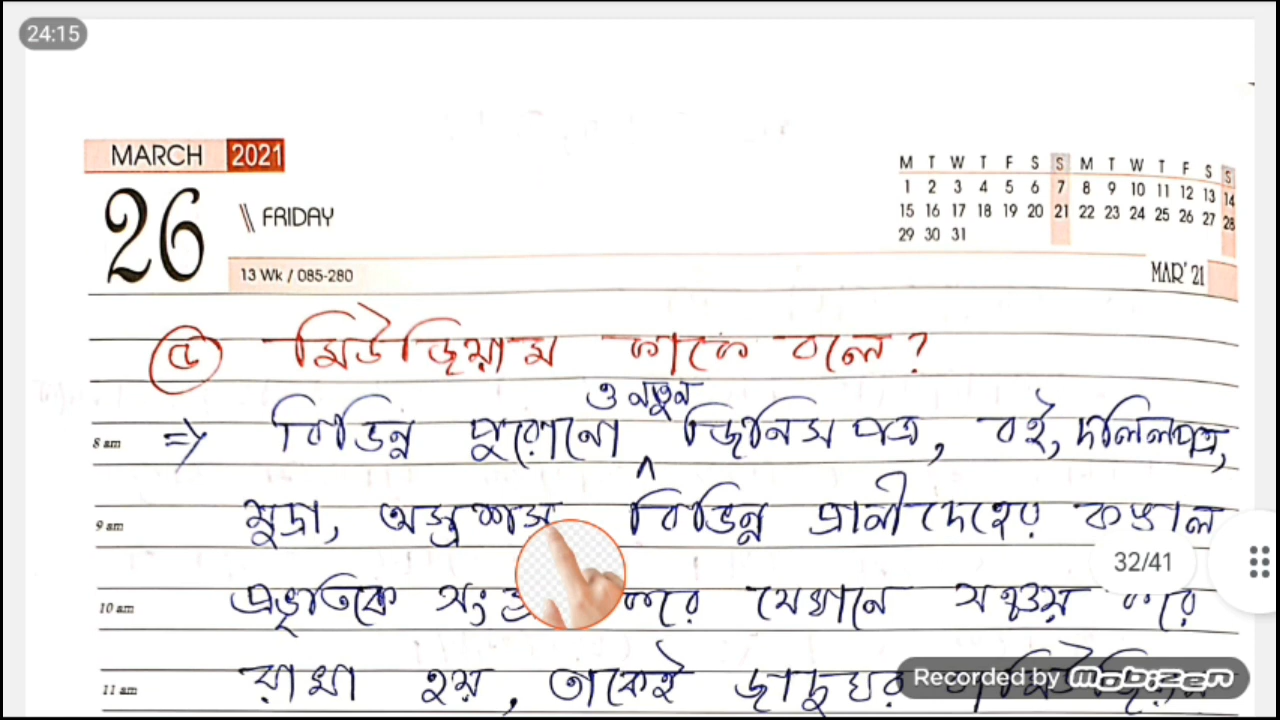 24:15
MARCH 2021
26 \\ FRIDAY
13 Wk / 085-280
M T W T F S S M T W T F S S
1 2 3 4 5 6 7 8 9 10 11 12 13 14
15 16 17 18 19 20 21 22 23 24 25 26 27 28
29 30 31
MAR' 21
৫ মিউজিয়াম কাকে বলে?
ও নতুন
8 am ⇒ বিভিন্ন পুরোনো ^ জিনিসপত্র, বই, দলিলপত্র,
9 am মুদ্রা, অস্ত্রশস্ত্র বিভিন্ন প্রানীদেহের কঙ্কাল
32/41
10 am প্রভৃতিকে করে যেখানে সঞ্চয় করে
11 am রাখা হয়, তাকেই জাদুঘর
Recorded by mobizen